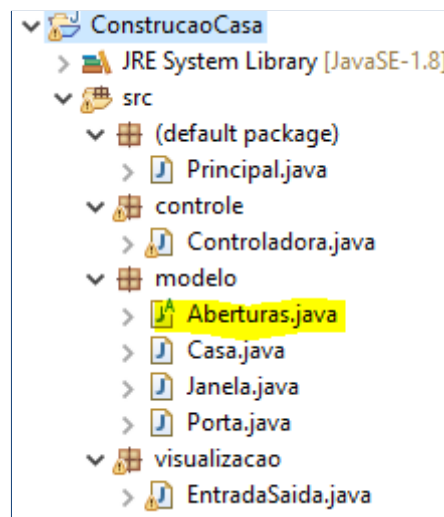 ConstrucaoCasa
JRE System Library [JavaSE-1.8]
src
(default package)
Principal.java
controle
Controladora.java
modelo
Aberturas.java
Casa.java
Janela.java
Porta.java
visualizacao
EntradaSaida.java